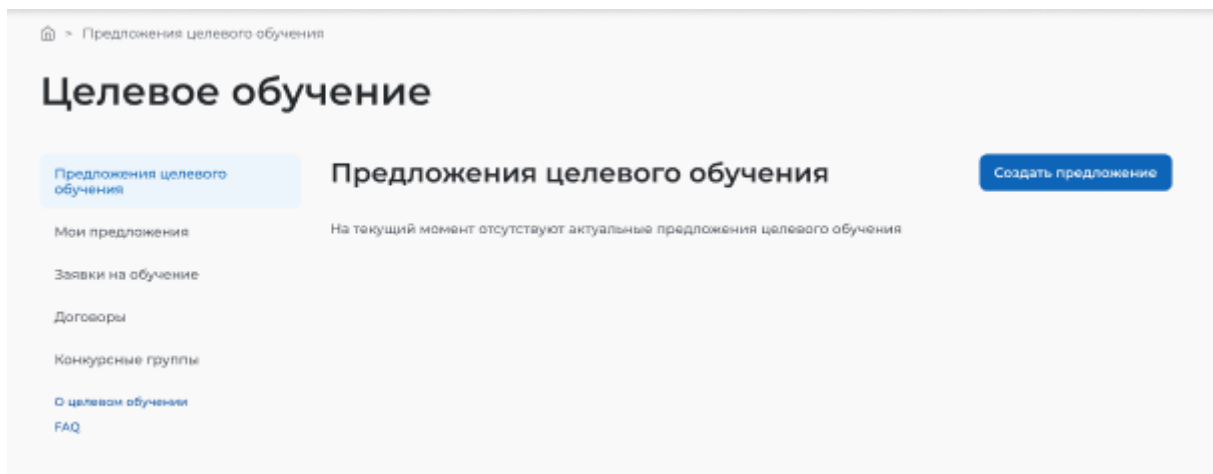 Предложения целевого обучения
Целевое обучение
Предложения целевого
обучения
Мои предложения
Заявки на обучение
Договоры
Конкурсные группы
О целевом обучении
FAQ
Предложения целевого обучения
Создать предложение
На текущий момент отсутствуют актуальные предложения целевого обучения